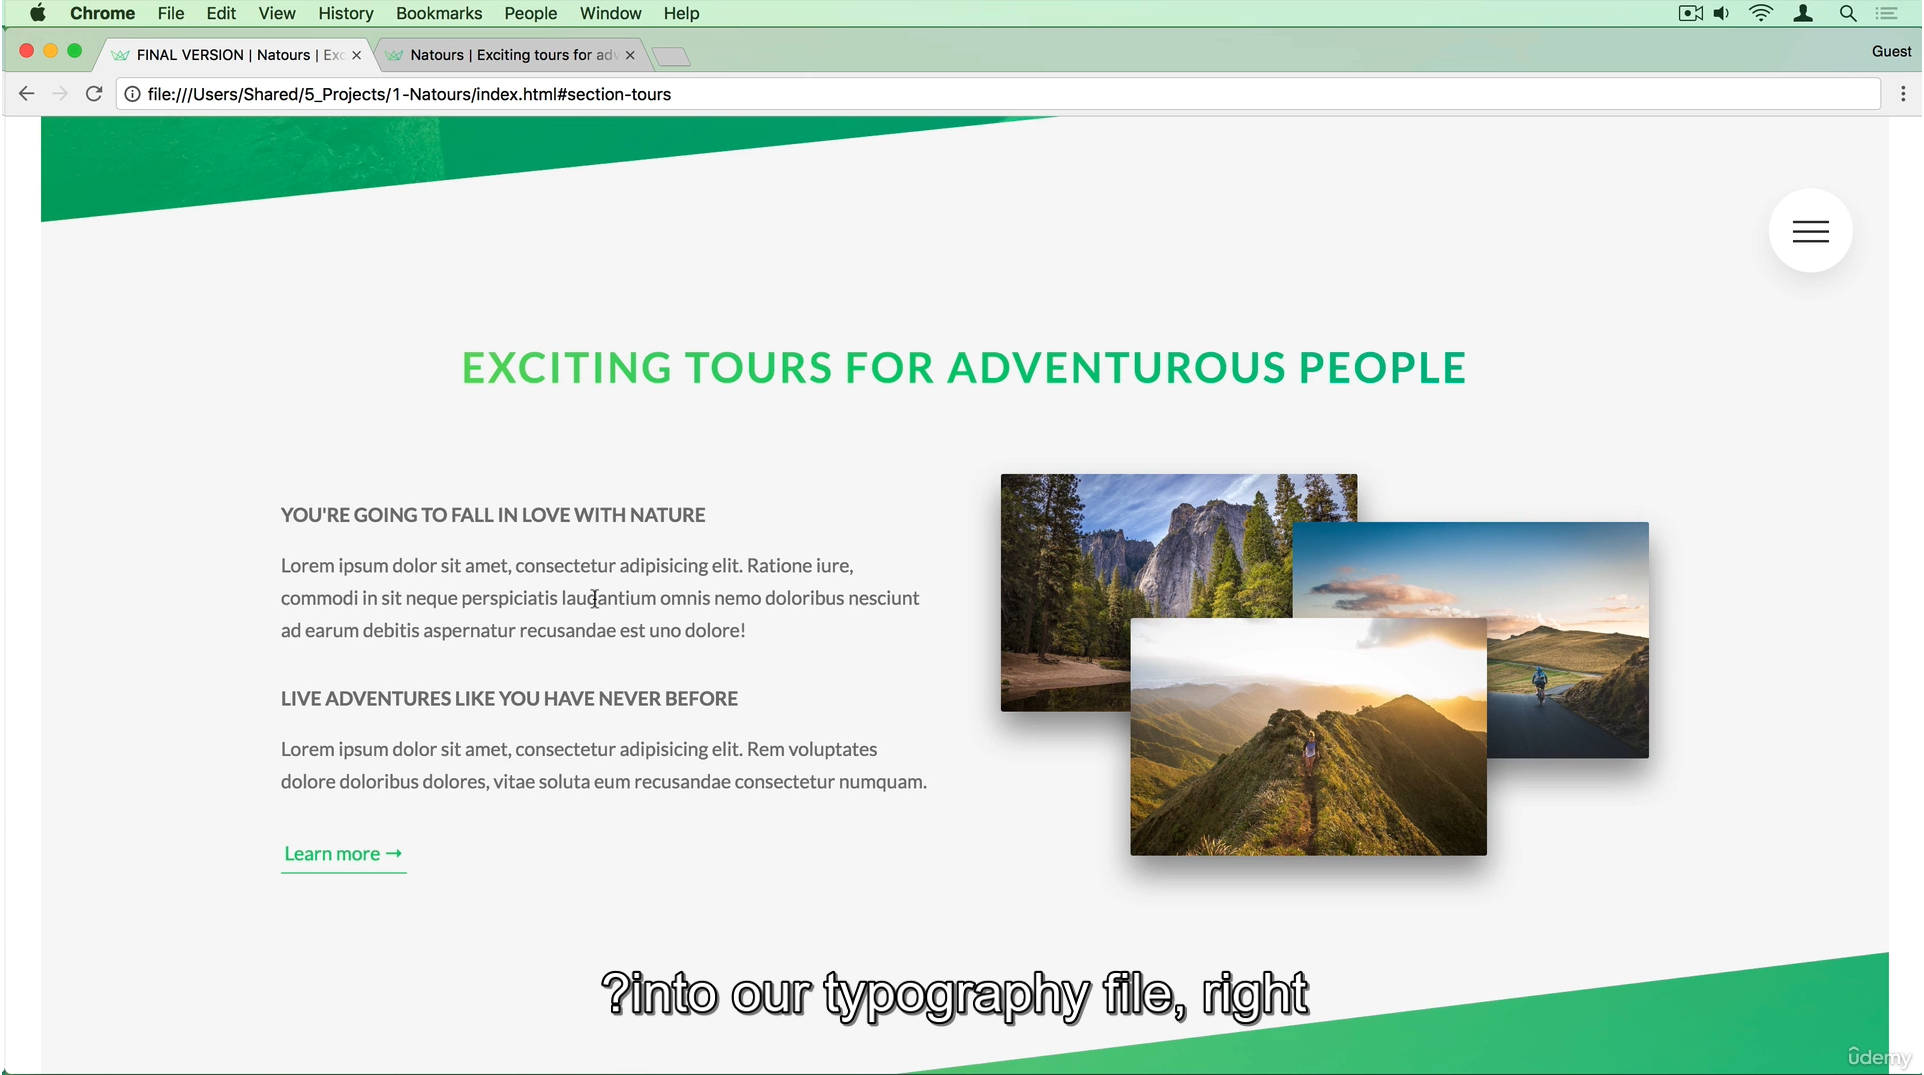 Chrome File Edit View History Bookmarks People Window Help
FINAL VERSION | Natours | Exc
Natours | Exciting tours for adv
Guest
file:///Users/Shared/5_Projects/1-Natours/index.html#section-tours
EXCITING TOURS FOR ADVENTUROUS PEOPLE
YOU'RE GOING TO FALL IN LOVE WITH NATURE
Lorem ipsum dolor sit amet, consectetur adipisicing elit. Ratione iure,
commodi in sit neque perspiciatis laudantium omnis nemo doloribus nesciunt
ad earum debitis aspernatur recusandae est uno dolore!
LIVE ADVENTURES LIKE YOU HAVE NEVER BEFORE
Lorem ipsum dolor sit amet, consectetur adipisicing elit. Rem voluptates
dolore doloribus dolores, vitae soluta eum recusandae consectetur numquam.
Learn more →
?into our typography file, right
ûdemy